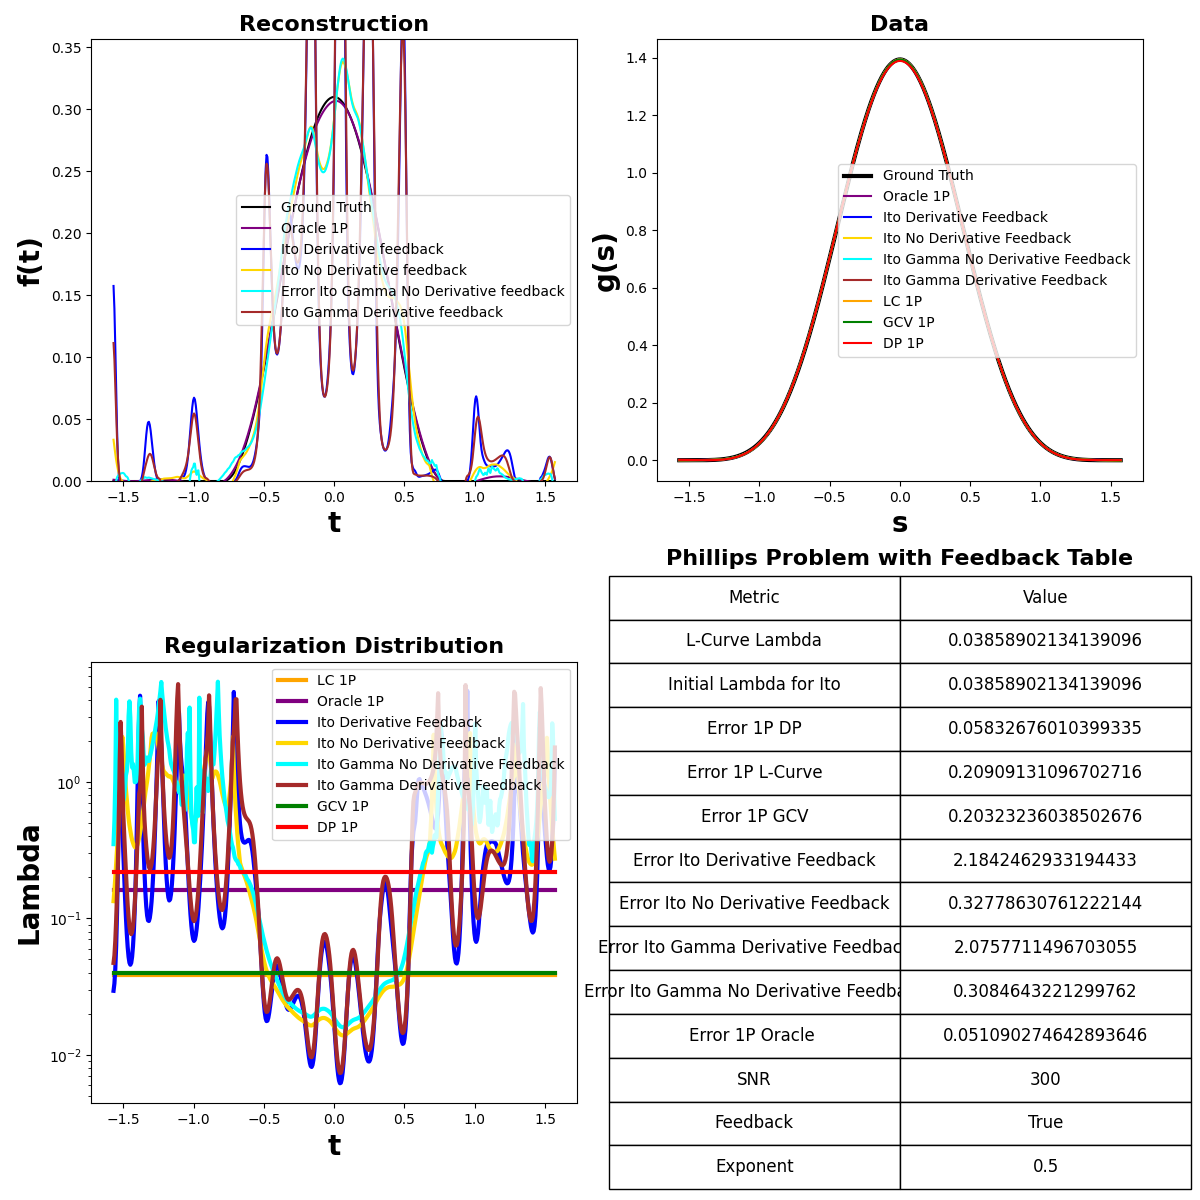 Reconstruction
0.35
0.30
0.25
0.20
0.15
0.10
0.05
0.00
f(t)
Ground Truth
Oracle 1P
Ito Derivative feedback
Ito No Derivative feedback
Error Ito Gamma No Derivative feedback
Ito Gamma Derivative feedback
−1.5 −1.0 −0.5 0.0 0.5 1.0 1.5
t
Data
1.4
1.2
1.0
0.8
0.6
0.4
0.2
0.0
g(s)
Ground Truth
Oracle 1P
Ito Derivative Feedback
Ito No Derivative Feedback
Ito Gamma No Derivative Feedback
Ito Gamma Derivative Feedback
LC 1P
GCV 1P
DP 1P
−1.5 −1.0 −0.5 0.0 0.5 1.0 1.5
s
Regularization Distribution
10⁰
10⁻¹
10⁻²
Lambda
LC 1P
Oracle 1P
Ito Derivative Feedback
Ito No Derivative Feedback
Ito Gamma No Derivative Feedback
Ito Gamma Derivative Feedback
GCV 1P
DP 1P
−1.5 −1.0 −0.5 0.0 0.5 1.0 1.5
t
Phillips Problem with Feedback Table
Metric Value
L-Curve Lambda 0.03858902134139096
Initial Lambda for Ito 0.03858902134139096
Error 1P DP 0.05832676010399335
Error 1P L-Curve 0.20909131096702716
Error 1P GCV 0.20323236038502676
Error Ito Derivative Feedback 2.1842462933194433
Error Ito No Derivative Feedback 0.32778630761222144
Error Ito Gamma Derivative Feedbac 2.0757711496703055
Error Ito Gamma No Derivative Feedba 0.3084643221299762
Error 1P Oracle 0.051090274642893646
SNR 300
Feedback True
Exponent 0.5